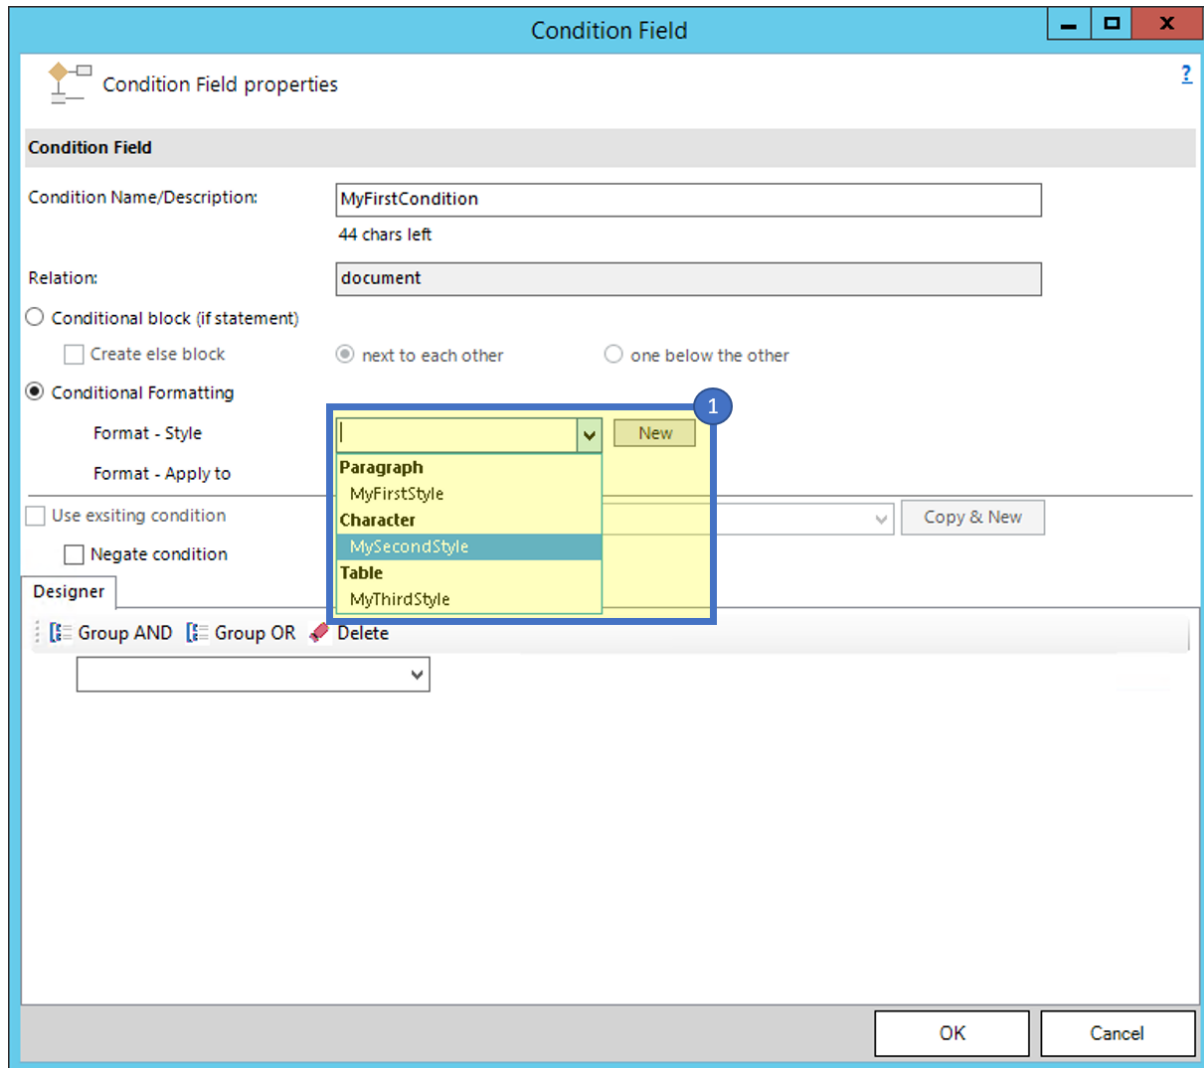 Condition Field
Condition Field properties
?
Condition Field
Condition Name/Description: MyFirstCondition
44 chars left
Relation: document
Conditional block (if statement)
Create else block next to each other one below the other
Conditional Formatting
1
Format - Style New
Paragraph
Format - Apply to
MyFirstStyle
Use exsiting condition Character Copy & New
Negate condition MySecondStyle
Table
Designer MyThirdStyle
Group AND Group OR Delete
OK Cancel